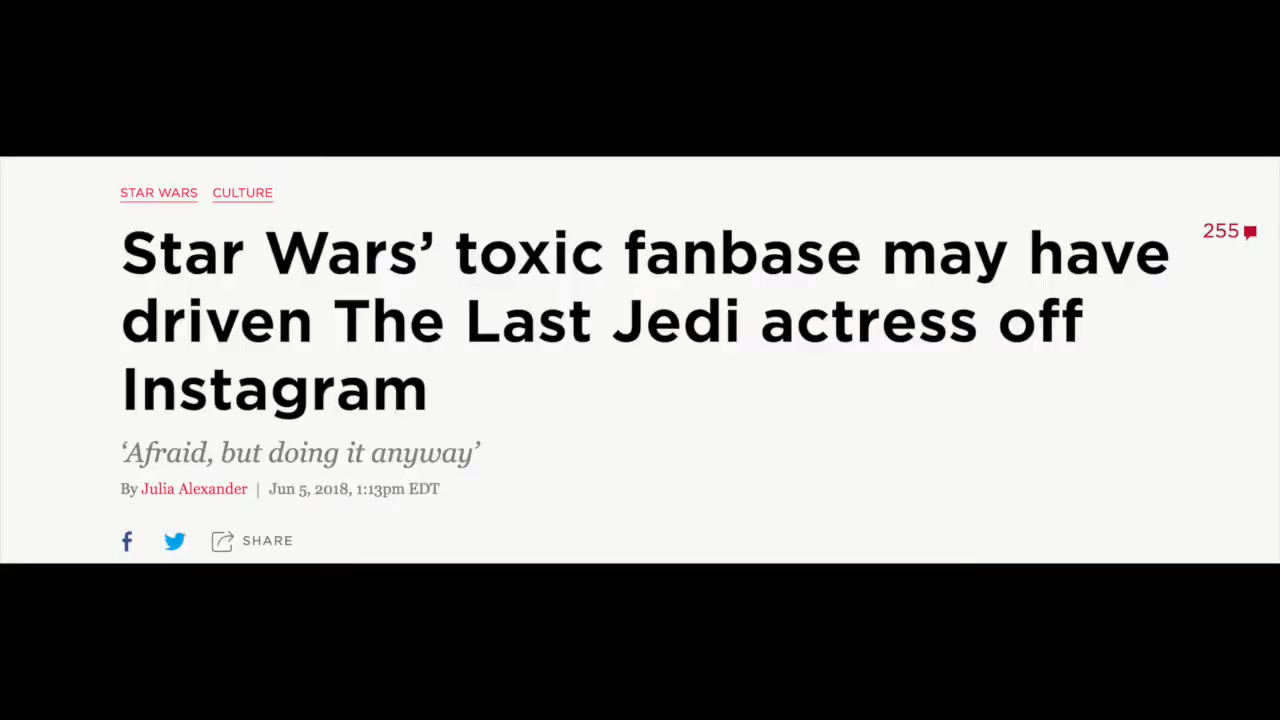 STAR WARS CULTURE
Star Wars’ toxic fanbase may have
255
driven The Last Jedi actress off
Instagram
‘Afraid, but doing it anyway’
By Julia Alexander | Jun 5, 2018, 1:13pm EDT
SHARE